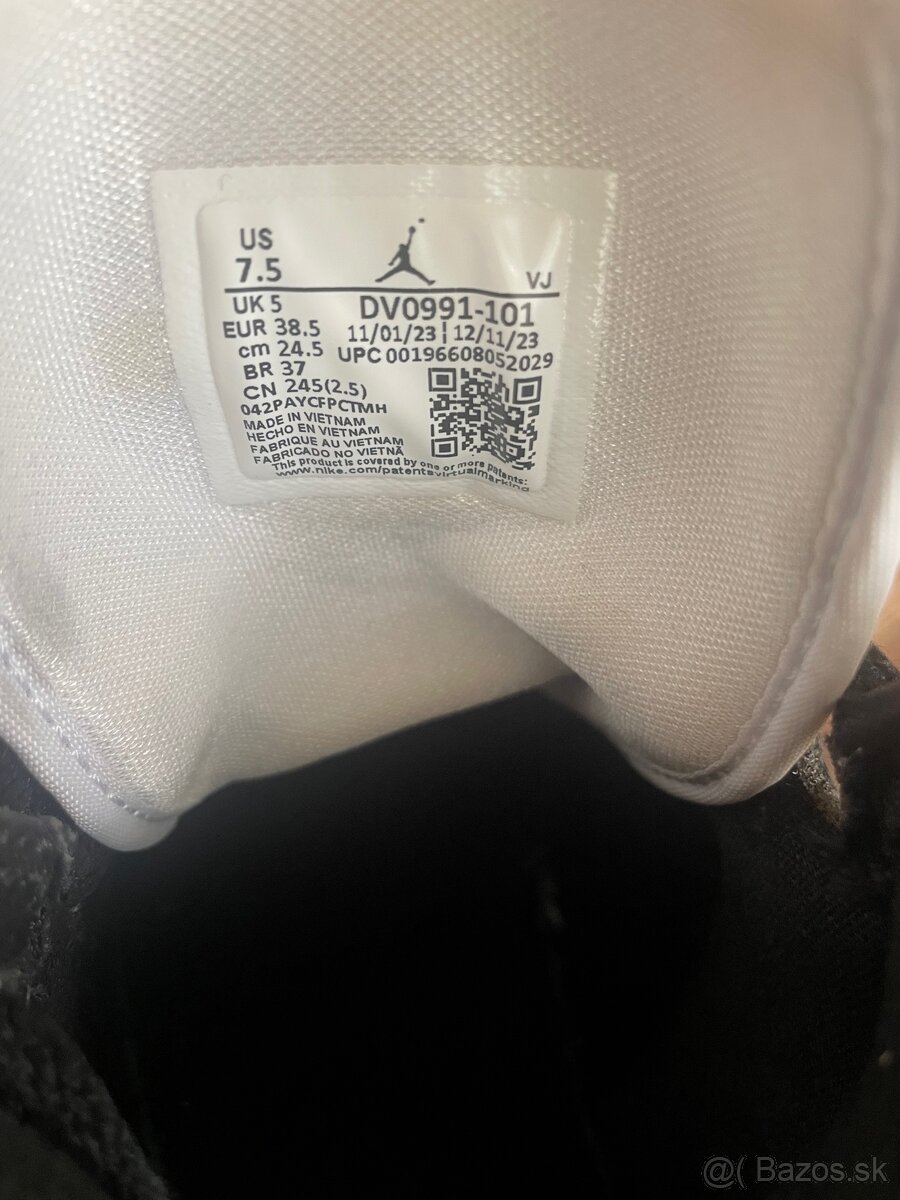 US
7.5
VJ
UK 5
DV0991-101
EUR 38.5
11/01/23 | 12/11/23
cm 24.5
UPC 00196608052029
BR 37
CN 245(2.5)
042PAYCFPCTMH
MADE IN VIETNAM
HECHO EN VIETNAM
FABRIQUE AU VIETNAM
FABRICADO NO VIETNÃ
This product is covered by one or more patents:
www.nike.com/patentsvirtualmarking
@( Bazos.sk